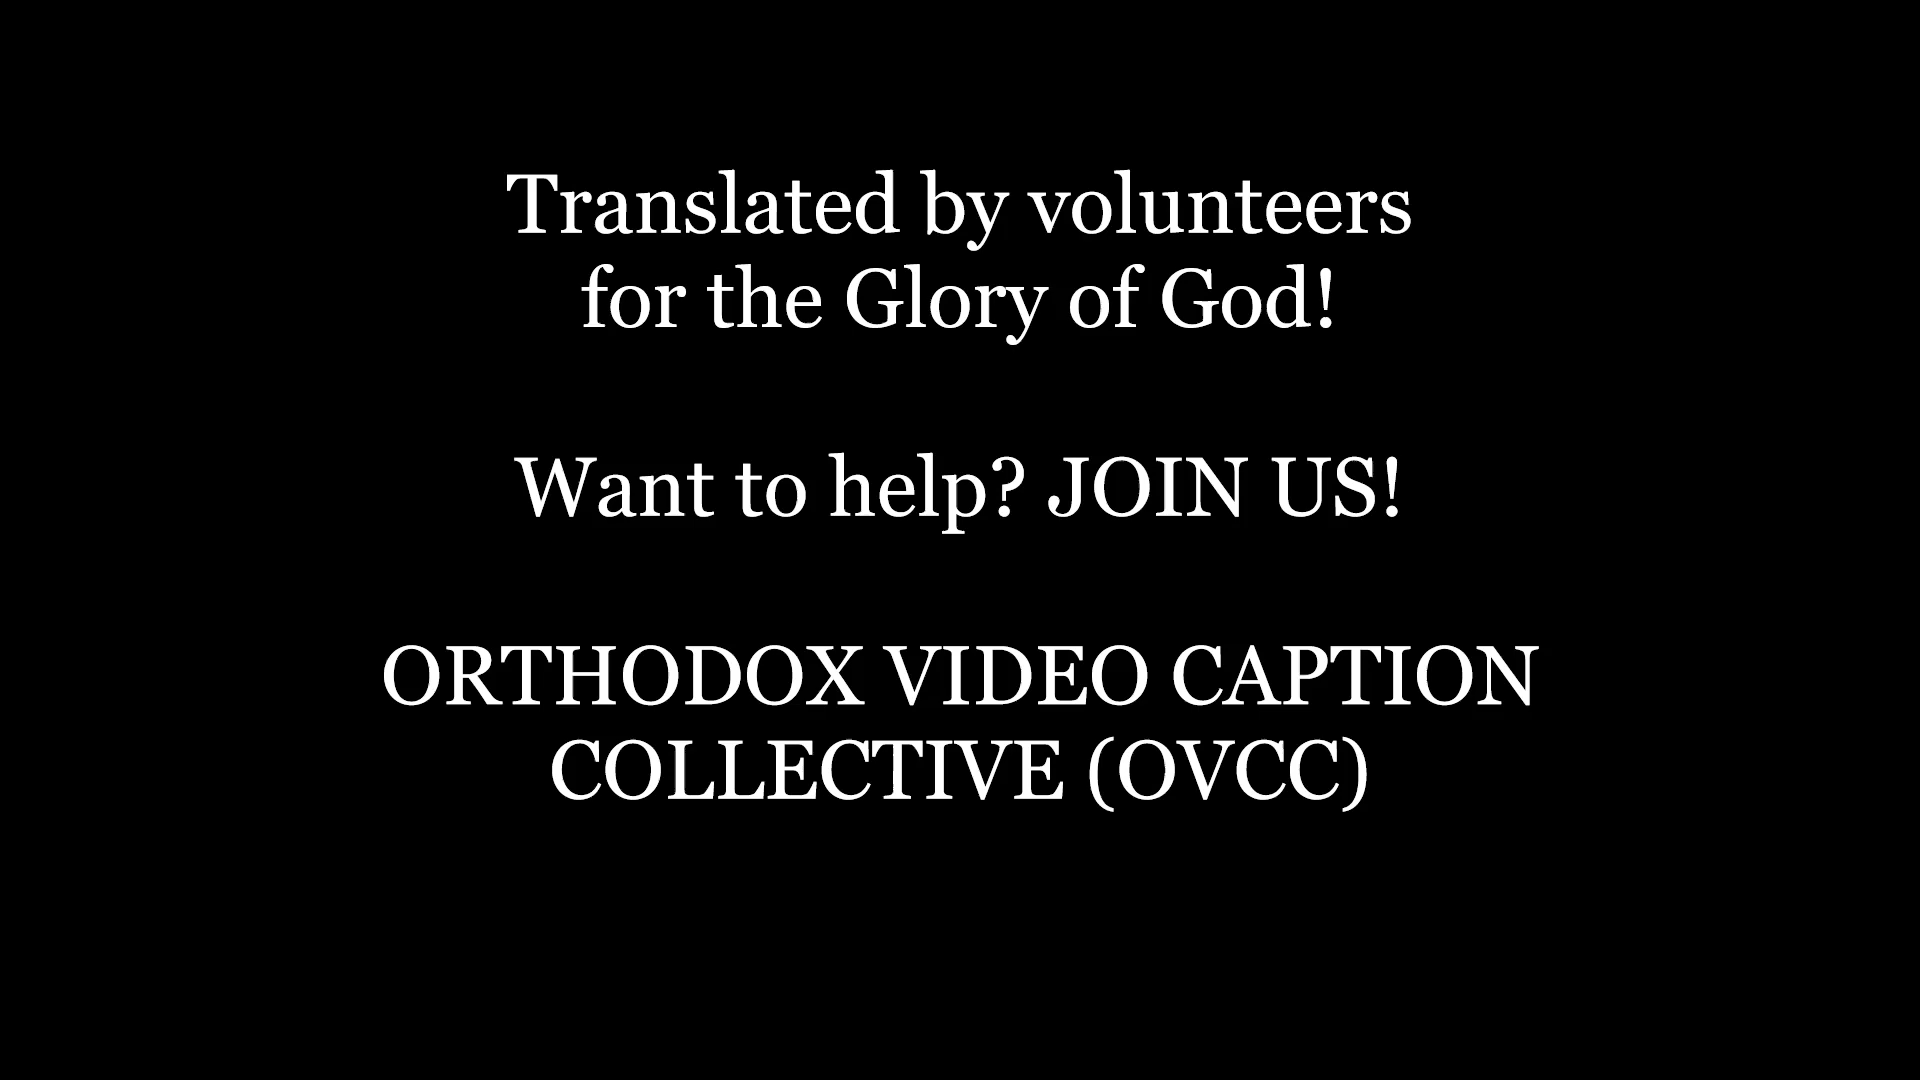 Translated by volunteers
for the Glory of God!
Want to help? JOIN US!
ORTHODOX VIDEO CAPTION
COLLECTIVE (OVCC)